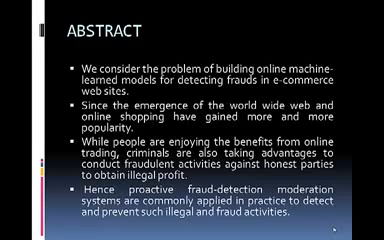 ABSTRACT
We consider the problem of building online machine-
learned models for detecting frauds in e-commerce
web sites.
Since the emergence of the world wide web and
online shopping have gained more and more
popularity.
While people are enjoying the benefits from online
trading, criminals are also taking advantages to
conduct fraudulent activities against honest parties
to obtain illegal profit.
Hence proactive fraud-detection moderation
systems are commonly applied in practice to detect
and prevent such illegal and fraud activities.